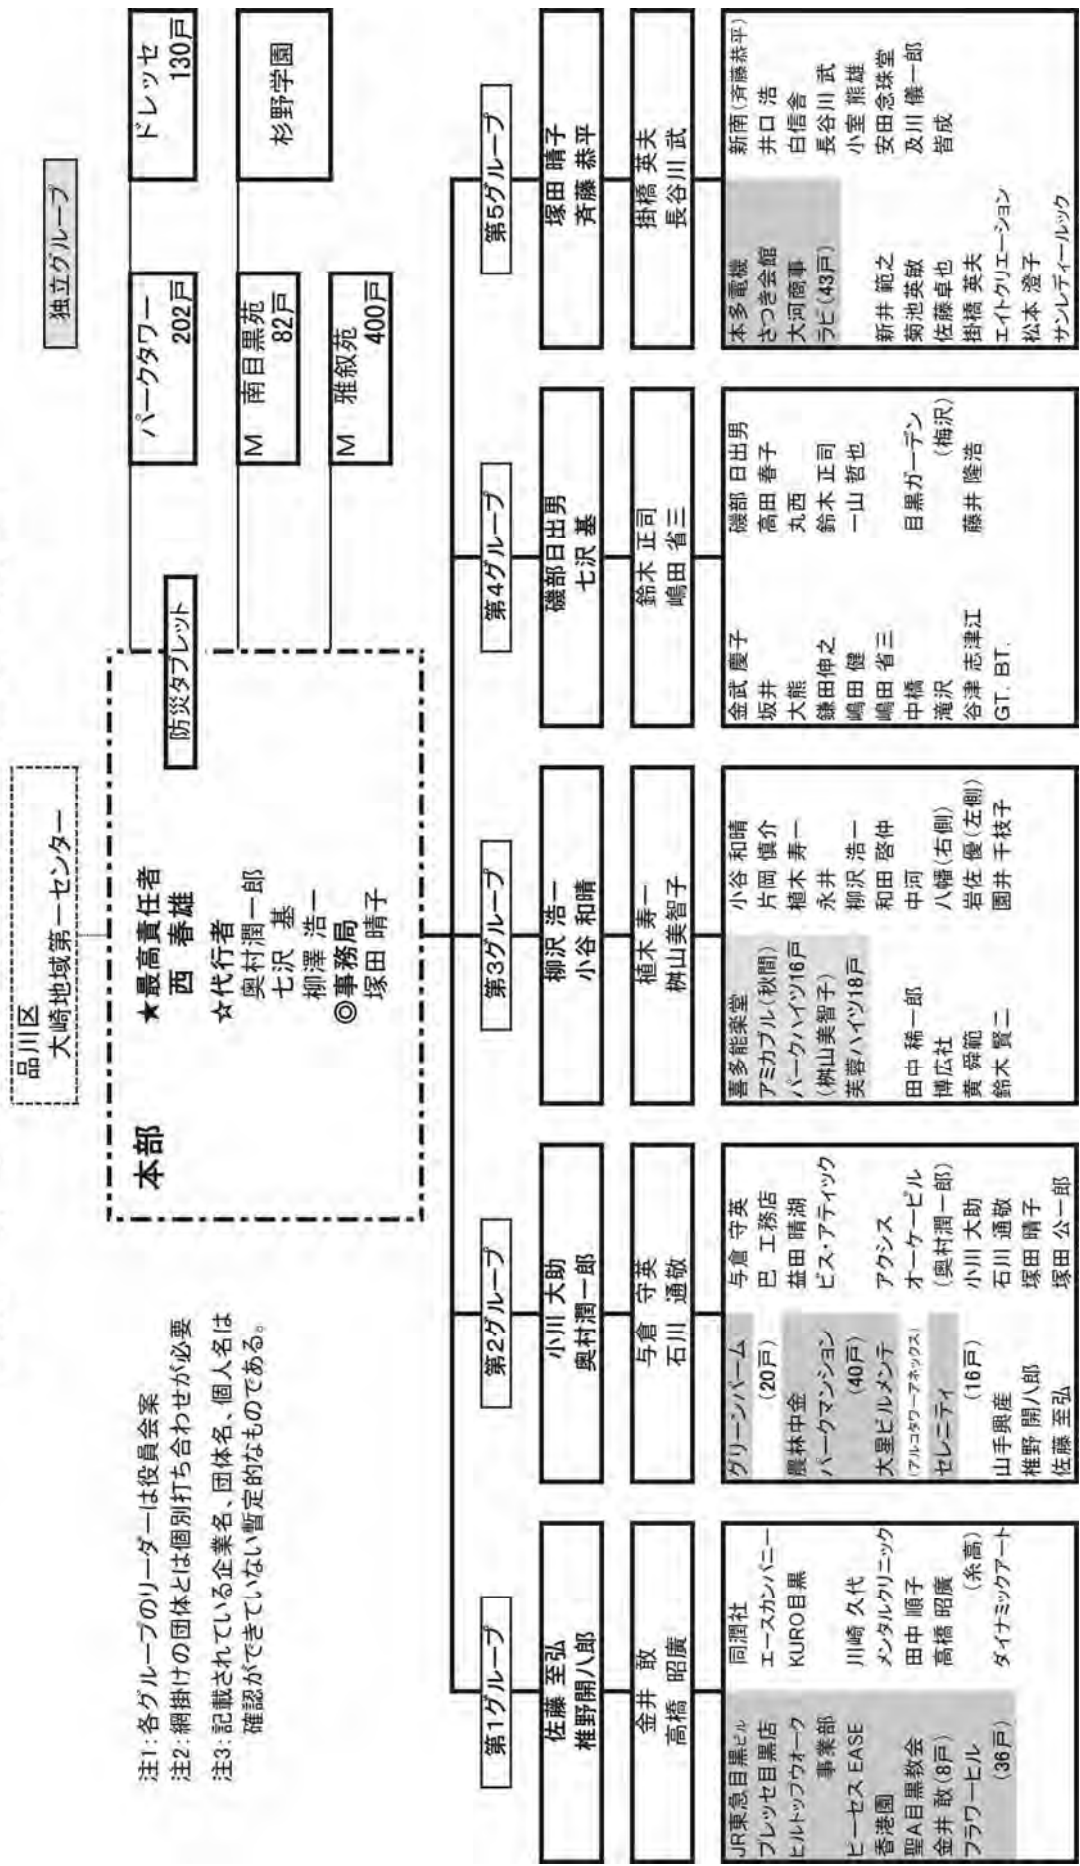 品川区
大崎地域第一センター
本部
★最高責任者
西 春雄
☆代行者
奥村潤一郎
七沢 基
柳澤 浩一
◎事務局
塚田 晴子
防災タブレット
独立グループ
パークタワー
202戸
ドレッセ
130戸
M 南目黒苑
82戸
杉野学園
M 雅叙苑
400戸
注1:各グループのリーダーは役員会案
注2:網掛けの団体とは個別打ち合わせが必要
注3:記載されている企業名、団体名、個人名は
確認ができていない暫定的なものである。
第1グループ
佐藤 至弘
椎野開八郎
金井 敢
高橋 昭廣
JR東急目黒ビル 同潤社
プレッセ目黒店 エースカンパニー
ヒルトップウオーク KURO目黒
事業部
ピーセス EASE 川崎 久代
香港園 メンタルクリニック
聖A目黒教会 田中 順子
金井 敢(8戸) 高橋 昭廣
フラワーヒル (糸高)
(36戸) ダイナミックアート
第2グループ
小川 大助
奥村潤一郎
与倉 守英
石川 通敬
グリーンパーム 与倉 守英
(20戸) 巴 工務店
農林中金 益田 晴湖
パークマンション ビス・アティック
(40戸)
大星ビルメンテ アクシス
(アルコタワーアネックス) オーケービル
セレニティ (奥村潤一郎)
(16戸) 小川 大助
山手興産 石川 通敬
椎野 開八郎 塚田 晴子
佐藤 至弘 塚田 公一郎
第3グループ
柳沢 浩一
小谷 和晴
植木 寿一
桝山美智子
喜多能楽堂 小谷 和晴
アミカブル(秋間) 片岡 慎介
パークハイツ16戸 植木 寿一
(桝山美智子) 永井
芙蓉ハイツ18戸 柳沢 浩一
和田 啓仲
田中 稀一郎 中河
博広社 八幡(右側)
黄 舜範 岩佐 優(左側)
鈴木 賢二 園井 千枝子
第4グループ
磯部日出男
七沢 基
鈴木 正司
嶋田 省三
金武 慶子 磯部 日出男
坂井 高田 春子
大熊 丸西
鎌田伸之 鈴木 正司
嶋田 健 一山 哲也
嶋田 省三
中橋 目黒ガーデン
滝沢 (梅沢)
谷津 志津江 藤井 隆浩
GT. BT.
第5グループ
塚田 晴子
斉藤 恭平
掛橋 英夫
長谷川 武
本多電機 新南(斉藤恭平)
さつき会館 井口 浩
大河商事 白信舎
ラビ(43戸) 長谷川 武
小室 熊雄
新井 範之 安田念珠堂
菊池英敏 及川 儀一郎
佐藤卓也 皆成
掛橋 英夫
エイトクリエーション
松本 澄子
サンレディールック